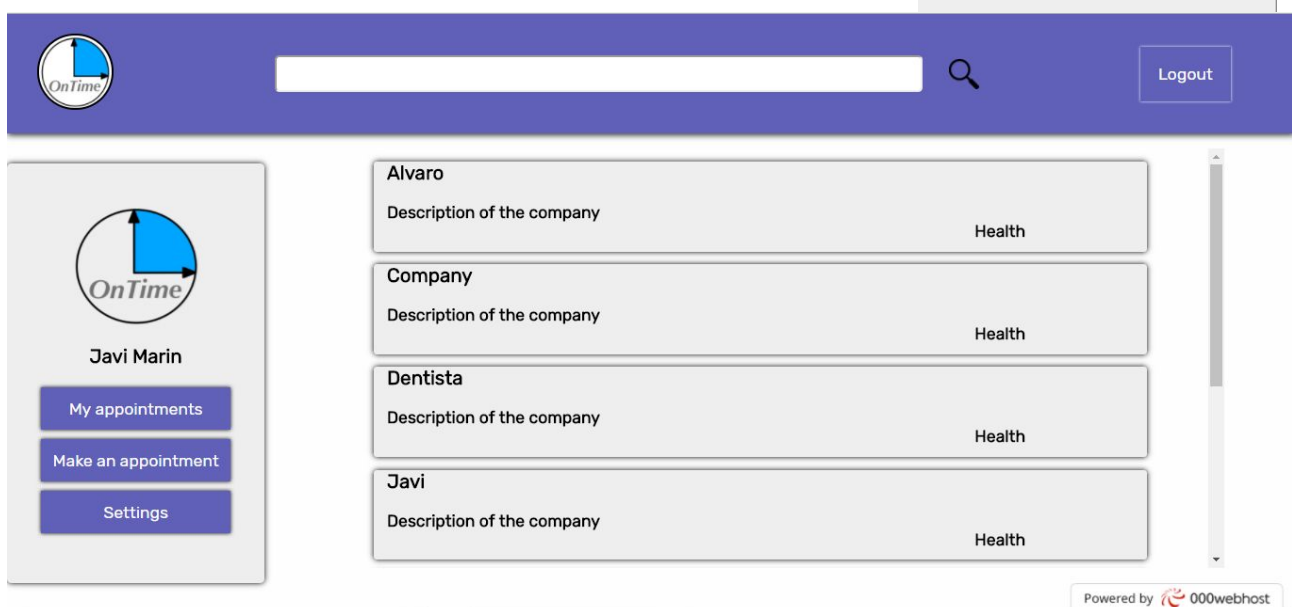 OnTime
Logout
OnTime
Javi Marin
My appointments
Make an appointment
Settings
Alvaro
Description of the company
Health
Company
Description of the company
Health
Dentista
Description of the company
Health
Javi
Description of the company
Health
Powered by 000webhost